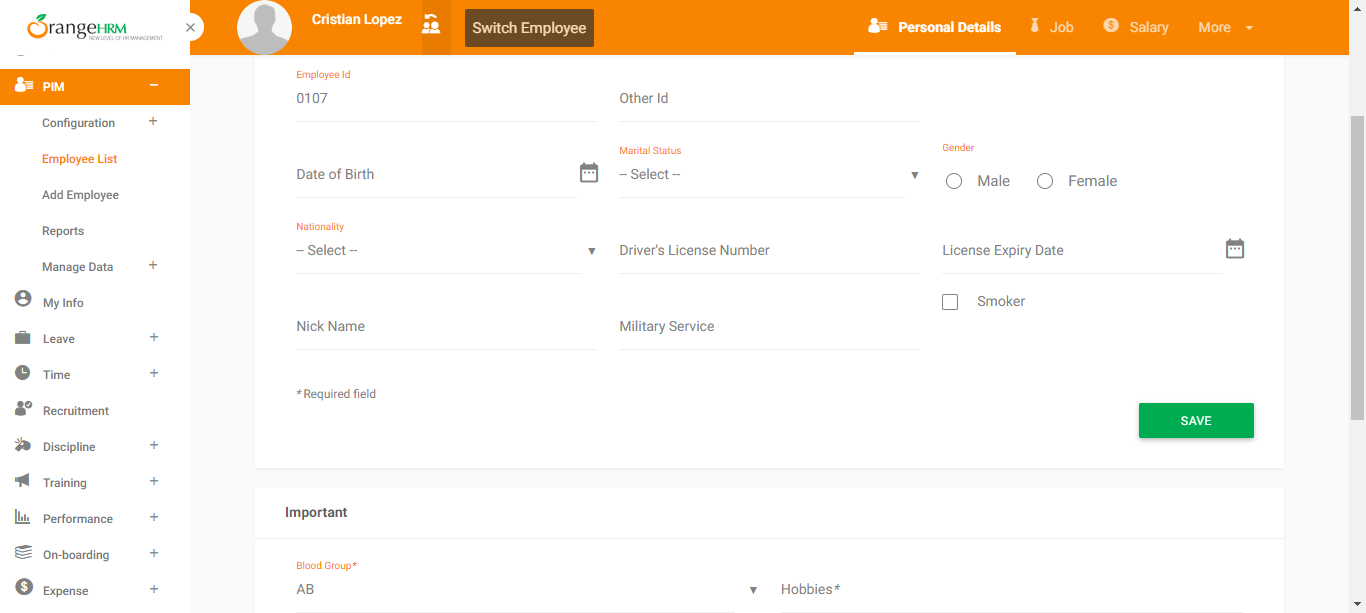 OrangeHRM
NEW LEVEL OF HR MANAGEMENT
Cristian Lopez
Switch Employee
Personal Details
Job
Salary
More
PIM
Configuration
Employee List
Add Employee
Reports
Manage Data
My Info
Leave
Time
Recruitment
Discipline
Training
Performance
On-boarding
Expense
Employee Id
0107
Other Id
Date of Birth
Marital Status
-- Select --
Gender
Male
Female
Nationality
-- Select --
Driver's License Number
License Expiry Date
Smoker
Nick Name
Military Service
* Required field
SAVE
Important
Blood Group*
AB
Hobbies*